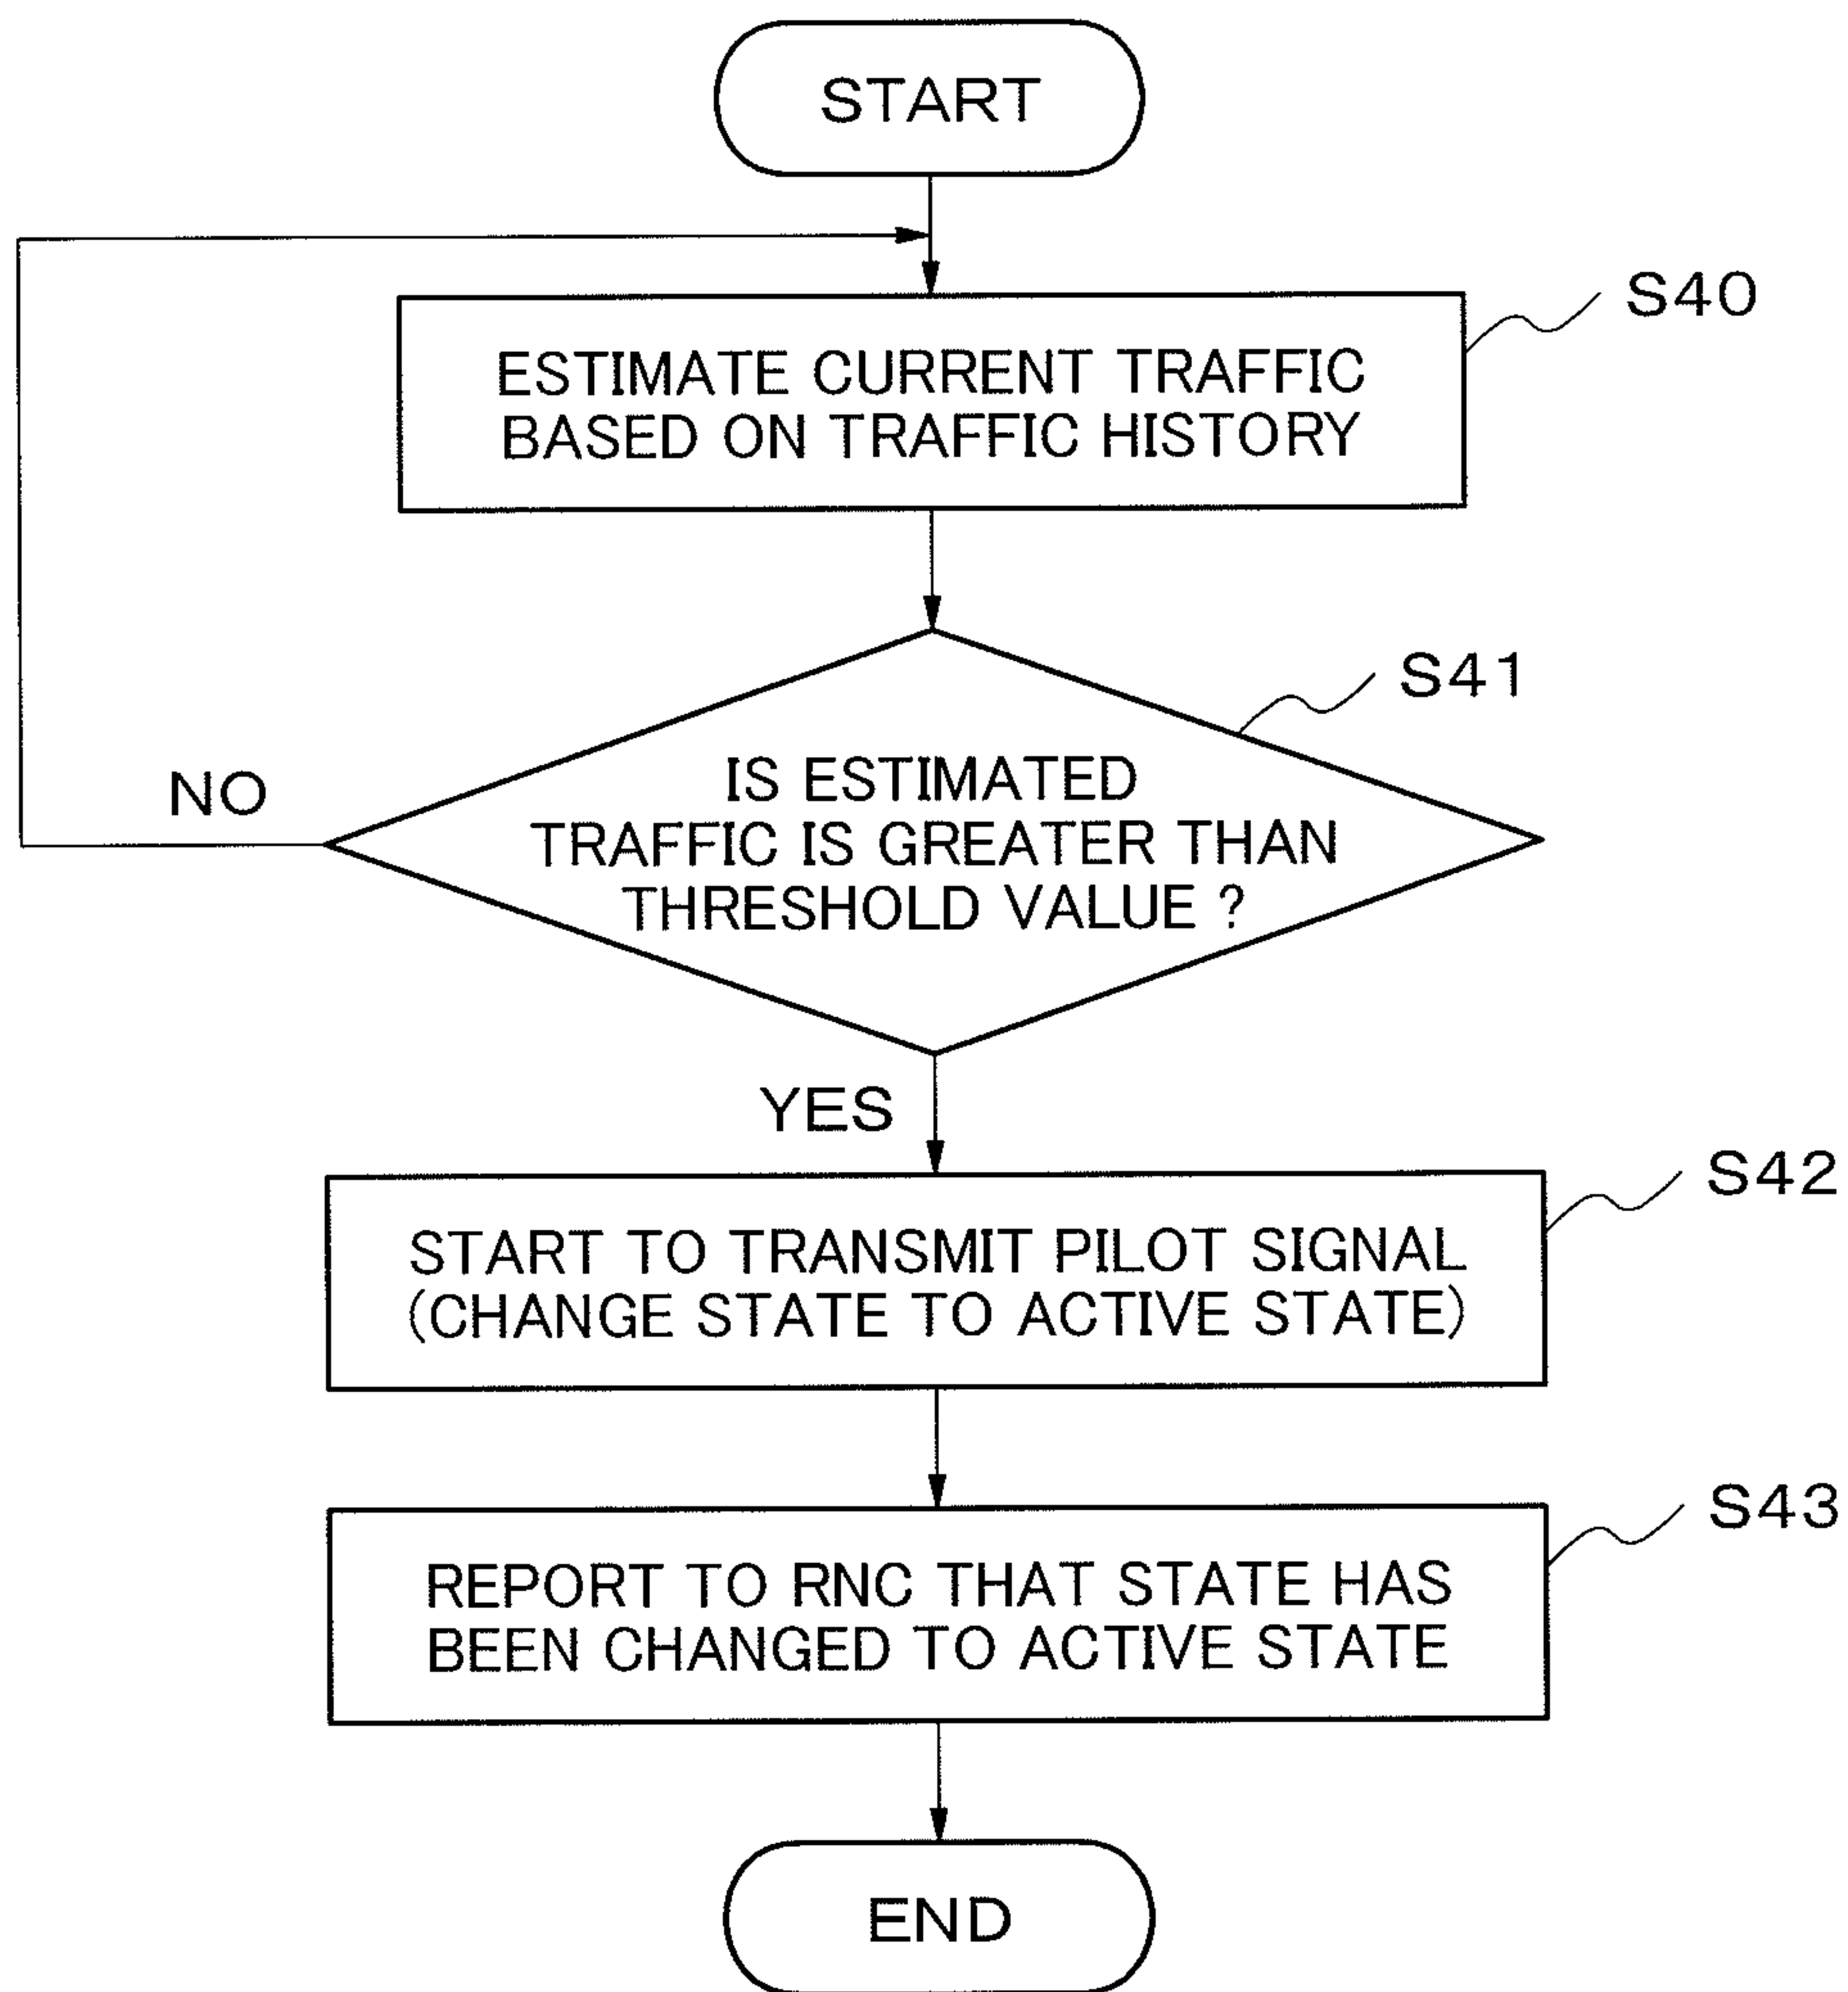 START
S40
ESTIMATE CURRENT TRAFFIC
BASED ON TRAFFIC HISTORY
S41
IS ESTIMATED
TRAFFIC IS GREATER THAN
THRESHOLD VALUE ?
NO
YES
S42
START TO TRANSMIT PILOT SIGNAL
(CHANGE STATE TO ACTIVE STATE)
S43
REPORT TO RNC THAT STATE HAS
BEEN CHANGED TO ACTIVE STATE
END